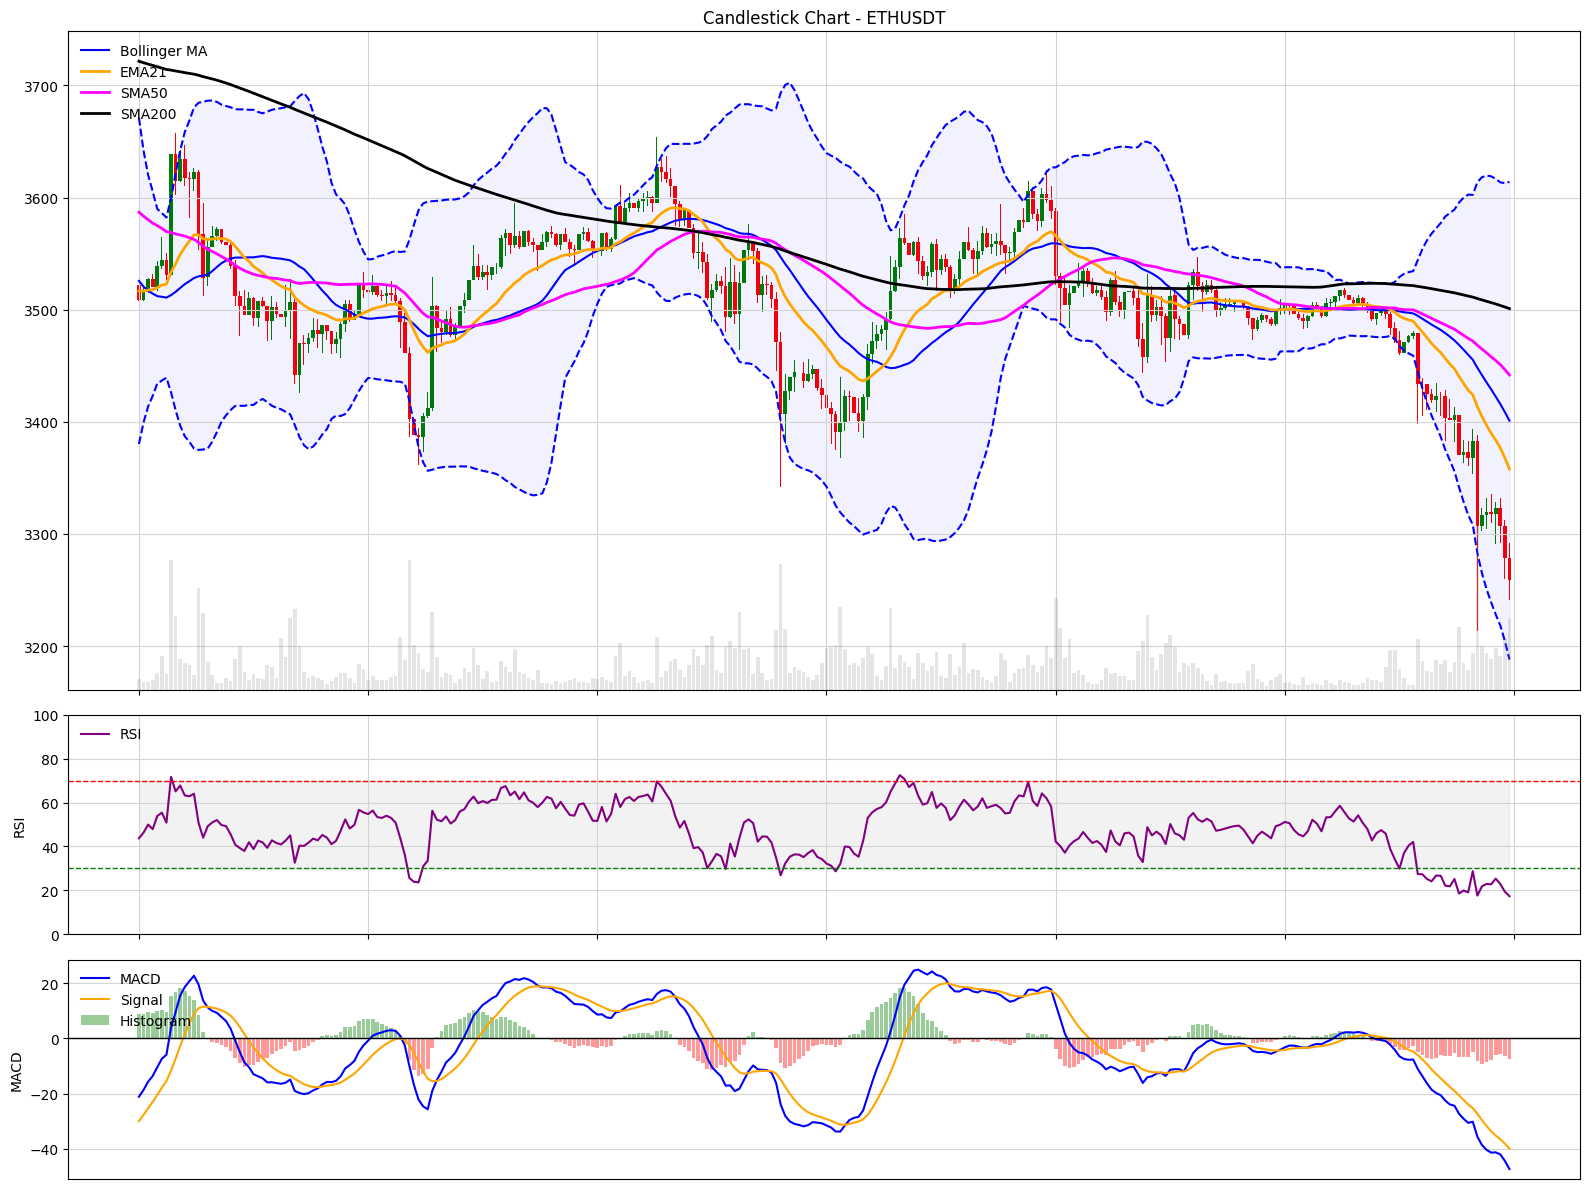 Candlestick Chart - ETHUSDT
Bollinger MA
EMA21
SMA50
SMA200
3700
3600
3500
3400
3300
3200
RSI
100
80
60
40
20
0
RSI
MACD
Signal
Histogram
20
0
−20
−40
MACD